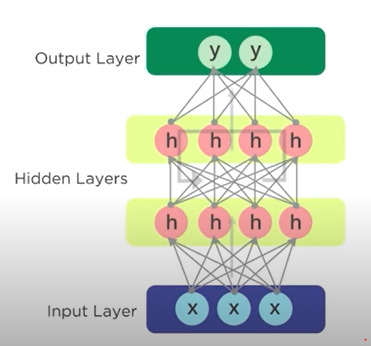 Output Layer
y y
h h h h
Hidden Layers
h h h h
Input Layer
x x x